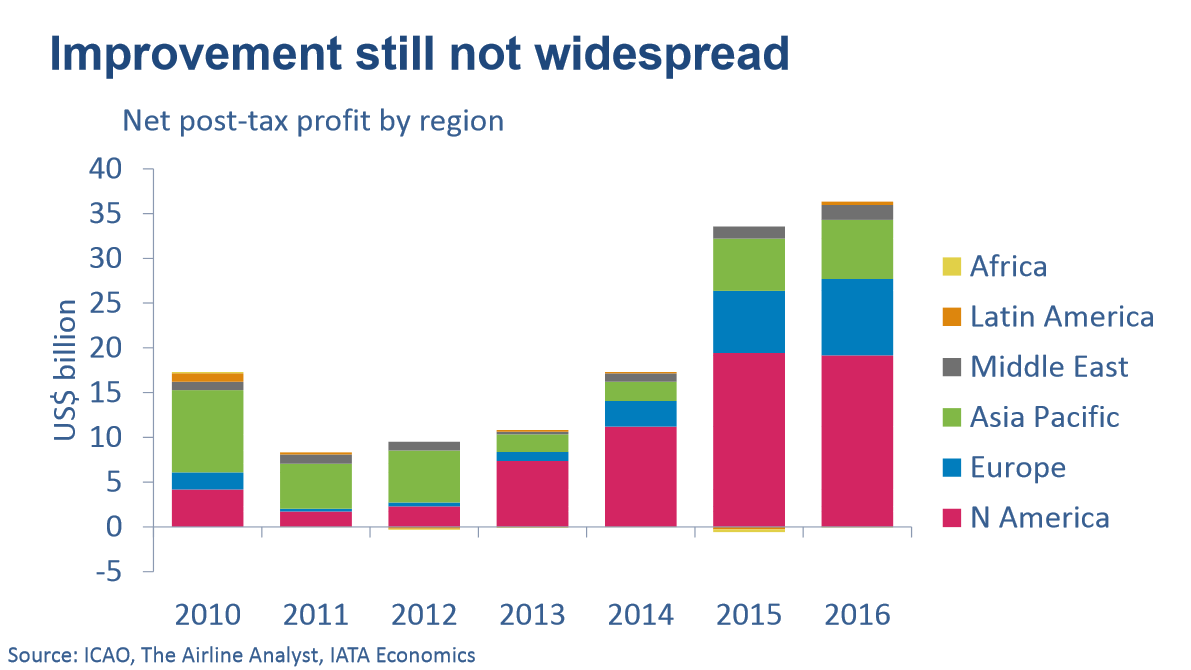 Improvement still not widespread
Net post-tax profit by region
US$ billion
40
35
30
25
20
15
10
5
0
-5
2010 2011 2012 2013 2014 2015 2016
Africa
Latin America
Middle East
Asia Pacific
Europe
N America
Source: ICAO, The Airline Analyst, IATA Economics